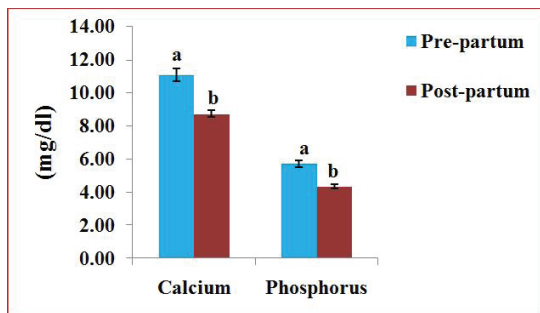 14.00
12.00
10.00
8.00
6.00
4.00
2.00
0.00
(mg/dl)
a
b
a
b
Calcium Phosphorus
Pre-partum
Post-partum